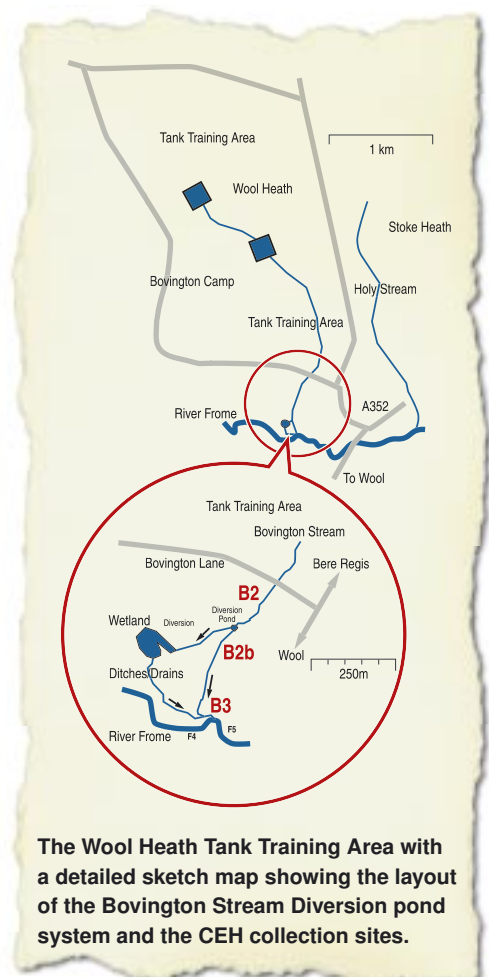 Tank Training Area
1 km
Wool Heath
Stoke Heath
Bovington Camp
Holy Stream
Tank Training Area
A352
River Frome
To Wool
Tank Training Area
Bovington Stream
Bovington Lane
Bere Regis
B2
Wetland
Diversion
Diversion
Pond
B2b
Wool
Ditches/Drains
250m
B3
River Frome
F4
F5
The Wool Heath Tank Training Area with
a detailed sketch map showing the layout
of the Bovington Stream Diversion pond
system and the CEH collection sites.